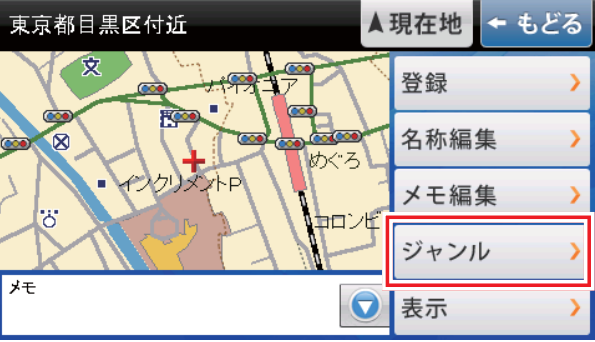 東京都目黒区付近
現在地
もどる
登録
名称編集
メモ編集
ジャンル
表示
文
パイオニア
めぐろ
インクリメントP
コロンビ
メモ